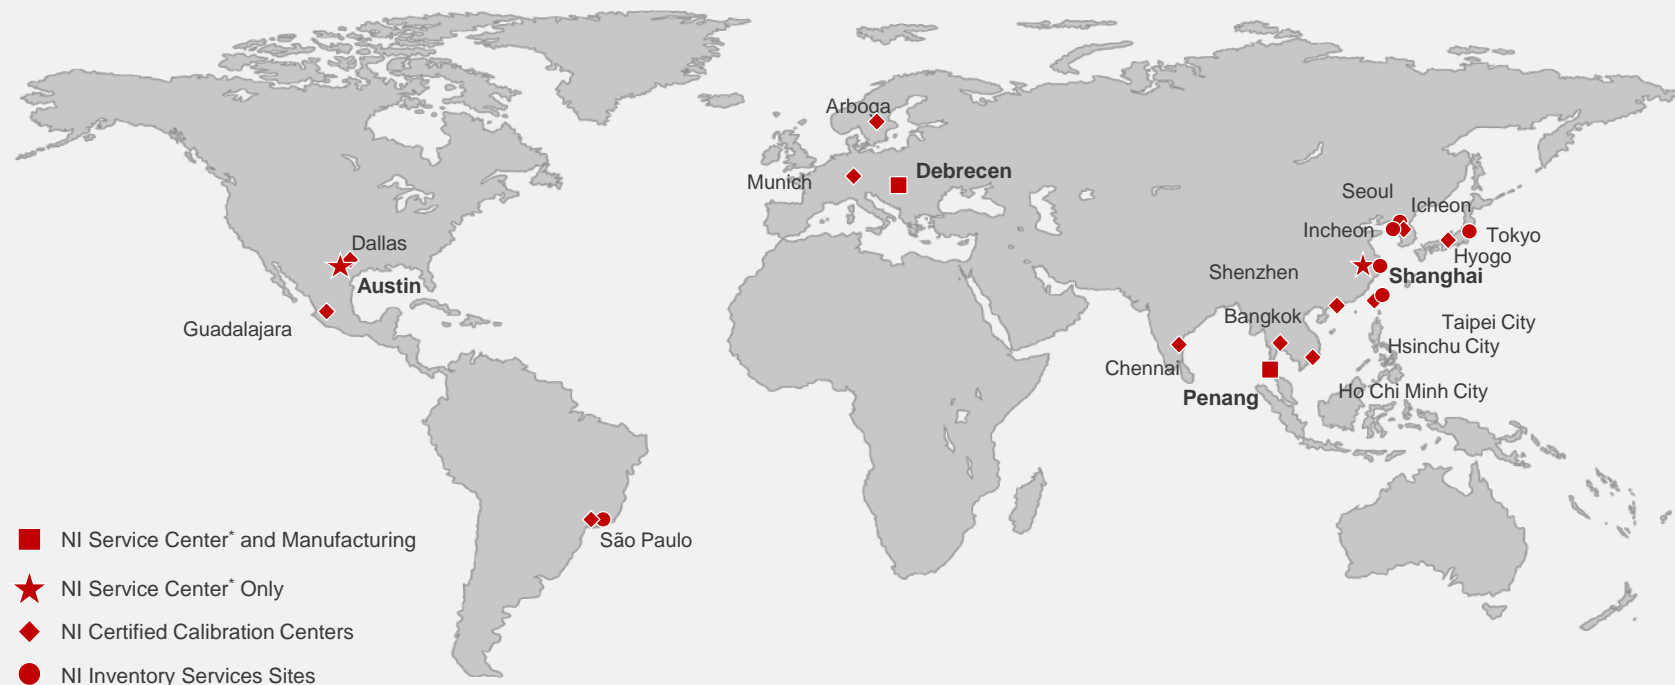 Arboga
Munich
Debrecen
Seoul
Icheon
Incheon
Tokyo
Hyogo
Dallas
Austin
Shenzhen
Shanghai
Guadalajara
Bangkok
Taipei City
Hsinchu City
Chennai
Penang
Ho Chi Minh City
São Paulo
NI Service Center* and Manufacturing
NI Service Center* Only
NI Certified Calibration Centers
NI Inventory Services Sites